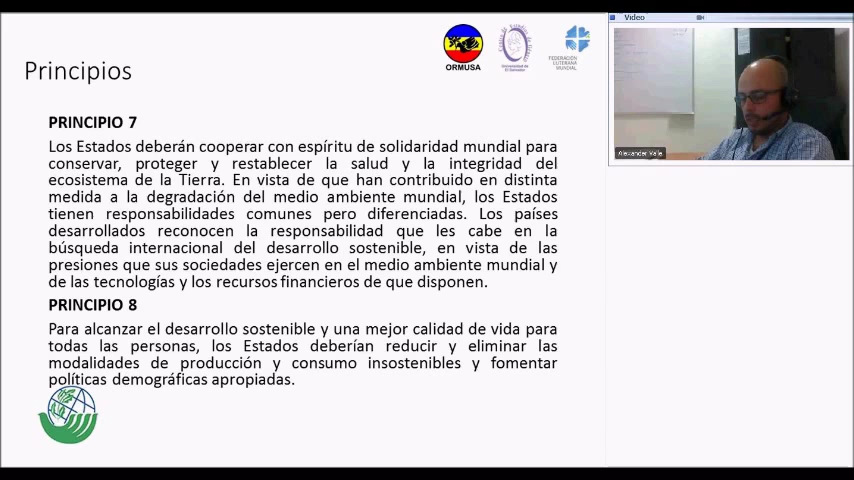 Video
ORMUSA
Universidad de
El Salvador
FEDERACIÓN
LUTERANA
MUNDIAL
Principios
PRINCIPIO 7
Los Estados deberán cooperar con espíritu de solidaridad mundial para
conservar, proteger y restablecer la salud y la integridad del
ecosistema de la Tierra. En vista de que han contribuido en distinta
medida a la degradación del medio ambiente mundial, los Estados
tienen responsabilidades comunes pero diferenciadas. Los países
desarrollados reconocen la responsabilidad que les cabe en la
búsqueda internacional del desarrollo sostenible, en vista de las
presiones que sus sociedades ejercen en el medio ambiente mundial y
de las tecnologías y los recursos financieros de que disponen.
PRINCIPIO 8
Para alcanzar el desarrollo sostenible y una mejor calidad de vida para
todas las personas, los Estados deberían reducir y eliminar las
modalidades de producción y consumo insostenibles y fomentar
políticas demográficas apropiadas.
Alexander Valle